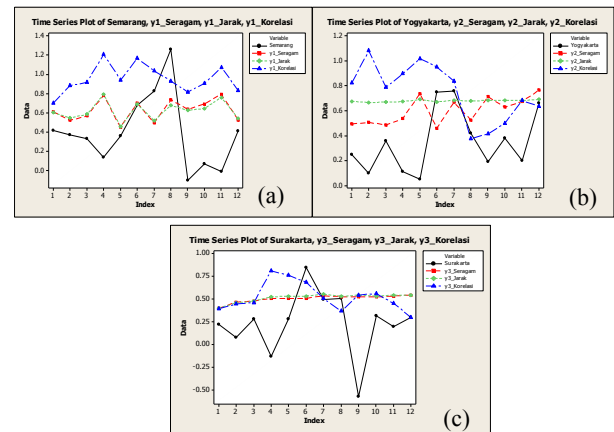 Time Series Plot of Semarang, y1_Seragam, y1_Jarak, y1_Korelasi
Variable
Semarang
y1_Seragam
y1_Jarak
y1_Korelasi
Data
1.4
1.2
1.0
0.8
0.6
0.4
0.2
0.0
1 2 3 4 5 6 7 8 9 10 11 12
Index
(a)
Time Series Plot of Yogyakarta, y2_Seragam, y2_Jarak, y2_Korelasi
Variable
Yogyakarta
y2_Seragam
y2_Jarak
y2_Korelasi
Data
1.2
1.0
0.8
0.6
0.4
0.2
0.0
1 2 3 4 5 6 7 8 9 10 11 12
Index
(b)
Time Series Plot of Surakarta, y3_Seragam, y3_Jarak, y3_Korelasi
Variable
Surakarta
y3_Seragam
y3_Jarak
y3_Korelasi
Data
1.00
0.75
0.50
0.25
0.00
-0.25
-0.50
1 2 3 4 5 6 7 8 9 10 11 12
Index
(c)